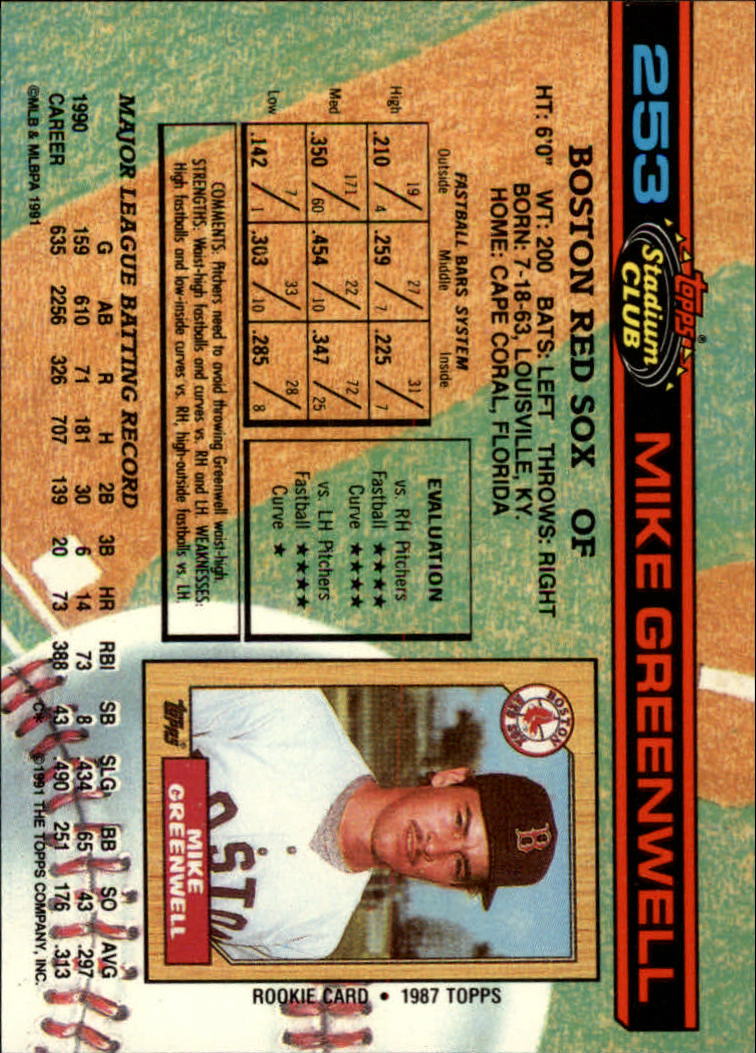 253
Topps®
Stadium
CLUB
MIKE GREENWELL
BOSTON RED SOX OF
HT: 6'0" WT: 200 BATS: LEFT THROWS: RIGHT
BORN: 7-18-63, LOUISVILLE, KY.
HOME: CAPE CORAL, FLORIDA
FASTBALL BARS SYSTEM
Outside Middle Inside
High .210 19/4 .259 27/7 .225 31/7
Med .350 171/60 .454 22/10 .347 72/25
Low .142 7/1 .303 33/10 .285 28/8
EVALUATION
vs. RH Pitchers
Fastball ★★★★
Curve ★★★★
vs. LH Pitchers
Fastball ★★★★
Curve ★
COMMENTS: Pitchers need to avoid throwing Greenwell waist-high.
STRENGTHS: Waist-high fastballs and curves vs. RH and LH. WEAKNESSES:
High fastballs and low-inside curves vs. RH, high-outside fastballs vs. LH.
BOSTON
RED SOX
B
OSTO
Topps
MIKE
GREENWELL
ROOKIE CARD • 1987 TOPPS
MAJOR LEAGUE BATTING RECORD
G AB R H 2B 3B HR RBI SB SLG BB SO AVG
1990 159 610 71 181 30 6 14 73 8 .434 65 43 .297
CAREER 635 2256 326 707 139 20 73 388 43 .490 251 176 .313
©MLB & MLBPA 1991 C* ©1991 THE TOPPS COMPANY, INC.